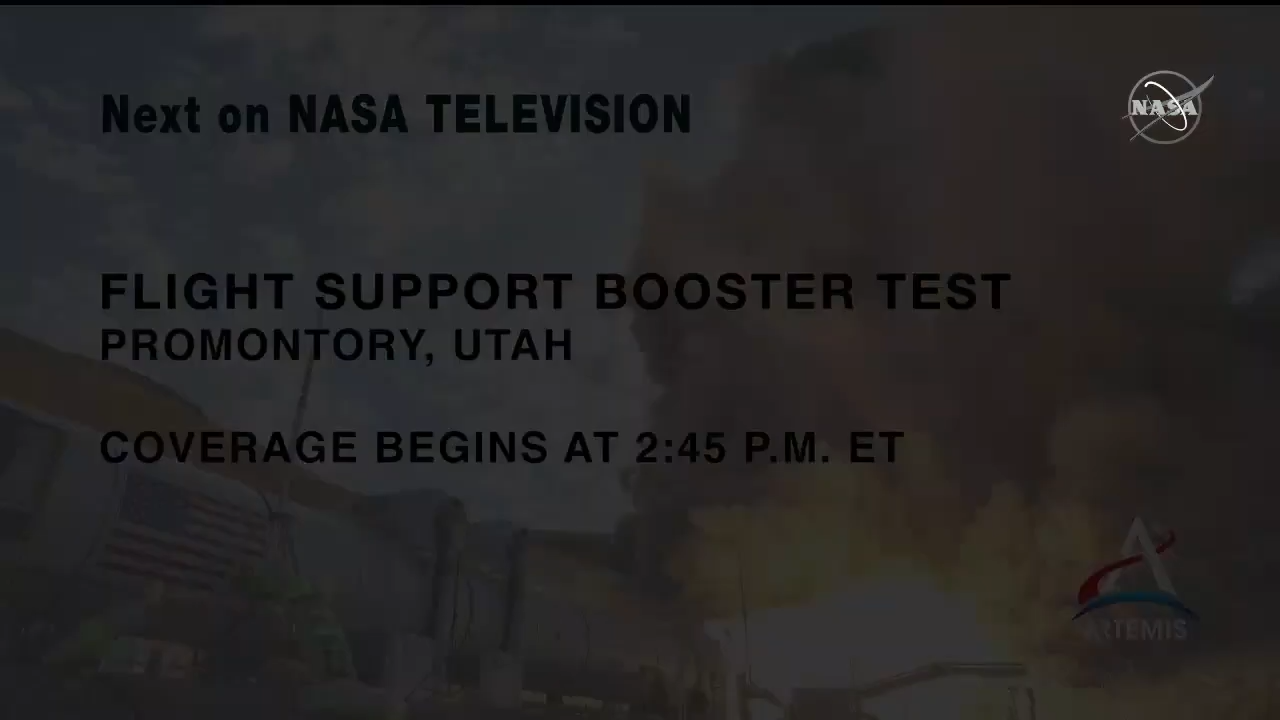 Next on NASA TELEVISION
NASA
FLIGHT SUPPORT BOOSTER TEST
PROMONTORY, UTAH
COVERAGE BEGINS AT 2:45 P.M. ET
ARTEMIS